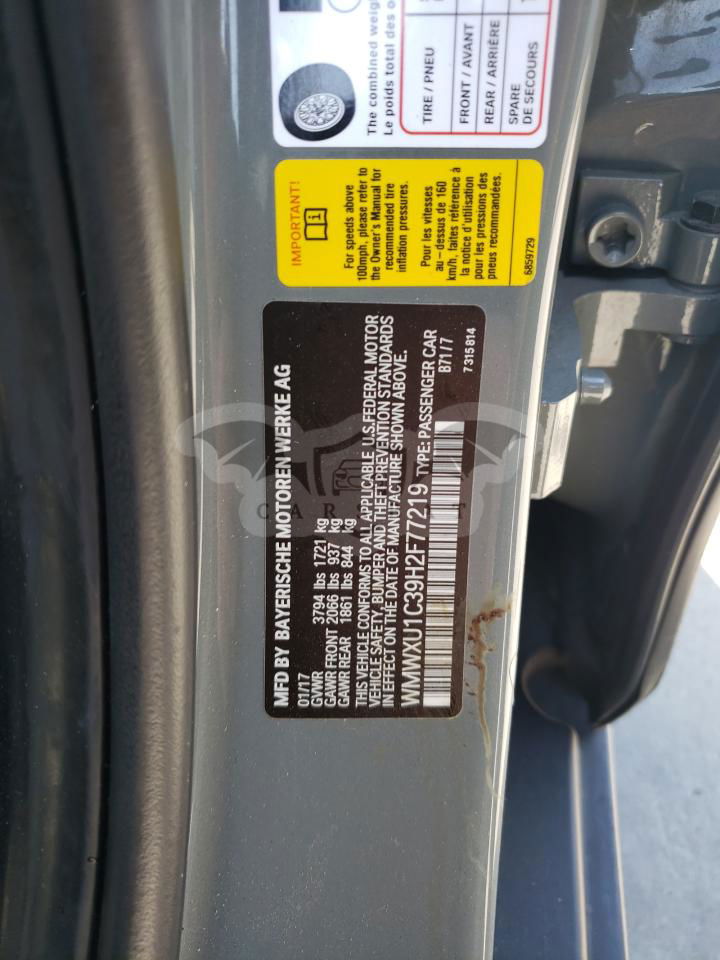 The combined weig
Le poids total des o
TIRE / PNEU
FRONT / AVANT
REAR / ARRIÈRE
SPARE
DE SECOURS
IMPORTANT!
For speeds above
100mph, please refer to
the Owner's Manual for
recommended tire
inflation pressures.
Pour les vitesses
au – dessus de 160
km/h, faites référence à
la notice d'utilisation
pour les pressions des
pneus recommandées.
6859729
MFD BY BAYERISCHE MOTOREN WERKE AG
01/17
GVWR 3794 lbs 1721 kg
GAWR FRONT 2066 lbs 937 kg
GAWR REAR 1861 lbs 844 kg
THIS VEHICLE CONFORMS TO ALL APPLICABLE U.S.FEDERAL MOTOR
VEHICLE SAFETY, BUMPER AND THEFT PREVENTION STANDARDS
IN EFFECT ON THE DATE OF MANUFACTURE SHOWN ABOVE.
WMWXU1C39H2F77219 TYPE: PASSENGER CAR
B71/7
7315814